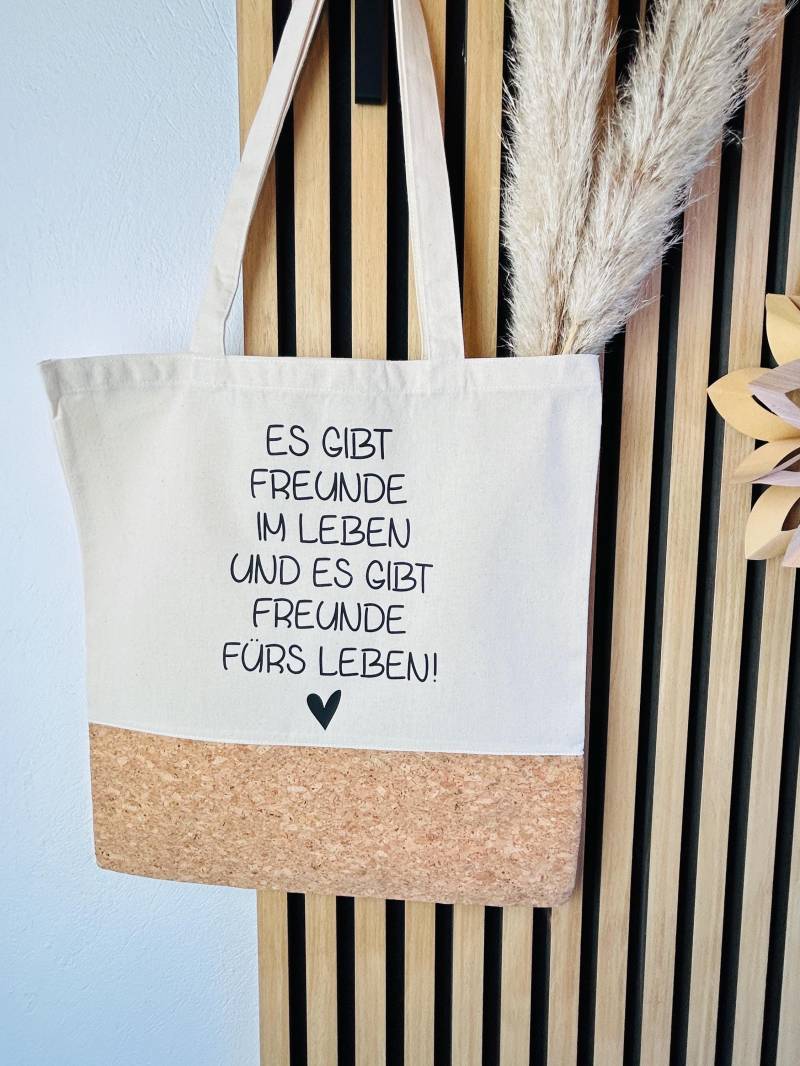 ES GIBT
FREUNDE
IM LEBEN
UND ES GIBT
FREUNDE
FÜRS LEBEN!